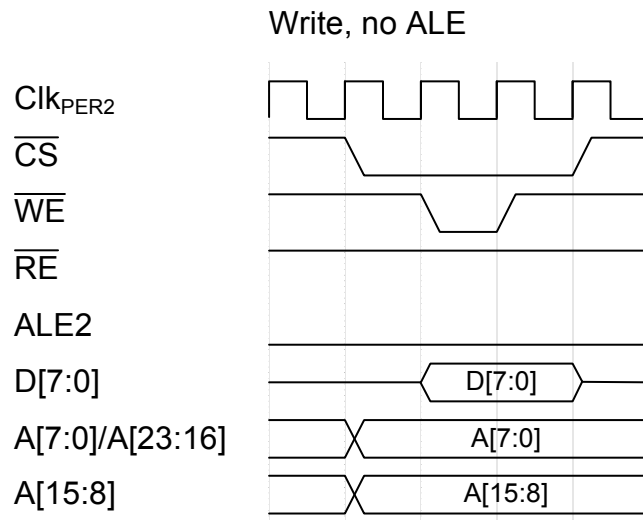 Write, no ALE
ClkPER2
CS
WE
RE
ALE2
D[7:0] D[7:0]
A[7:0]/A[23:16] A[7:0]
A[15:8] A[15:8]